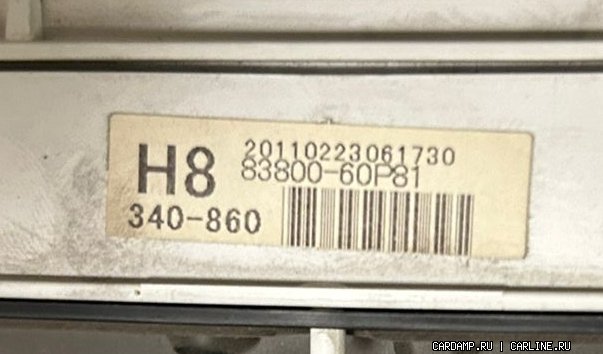 H8 20110223061730
83800-60P81
340-860
CARDAMP.RU | CARLINE.RU